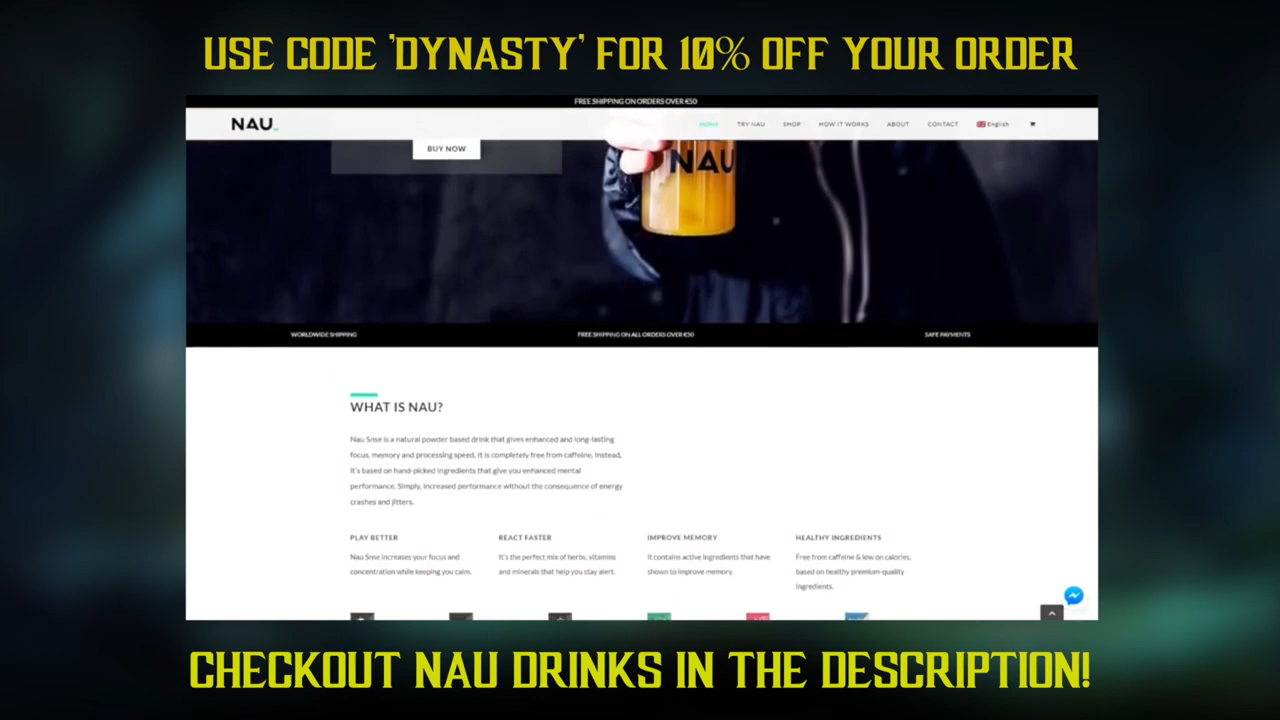 USE CODE 'DYNASTY' FOR 10% OFF YOUR ORDER
FREE SHIPPING ON ORDERS OVER €50
NAU
HOME TRY NAU SHOP HOW IT WORKS ABOUT CONTACT English
BUY NOW
NAU
WORLDWIDE SHIPPING FREE SHIPPING ON ALL ORDERS OVER €50 SAFE PAYMENTS
WHAT IS NAU?
Nau Snse is a natural powder based drink that gives enhanced and long-lasting
focus, memory and processing speed. It is completely free from caffeine. Instead,
it's based on hand-picked ingredients that give you enhanced mental
performance. Simply, increased performance without the consequence of energy
crashes and jitters.
PLAY BETTER
Nau Snse increases your focus and
concentration while keeping you calm.
REACT FASTER
It's the perfect mix of herbs, vitamins
and minerals that help you stay alert.
IMPROVE MEMORY
It contains active ingredients that have
shown to improve memory.
HEALTHY INGREDIENTS
Free from caffeine & low on calories,
based on healthy premium-quality
ingredients.
CHECKOUT NAU DRINKS IN THE DESCRIPTION!